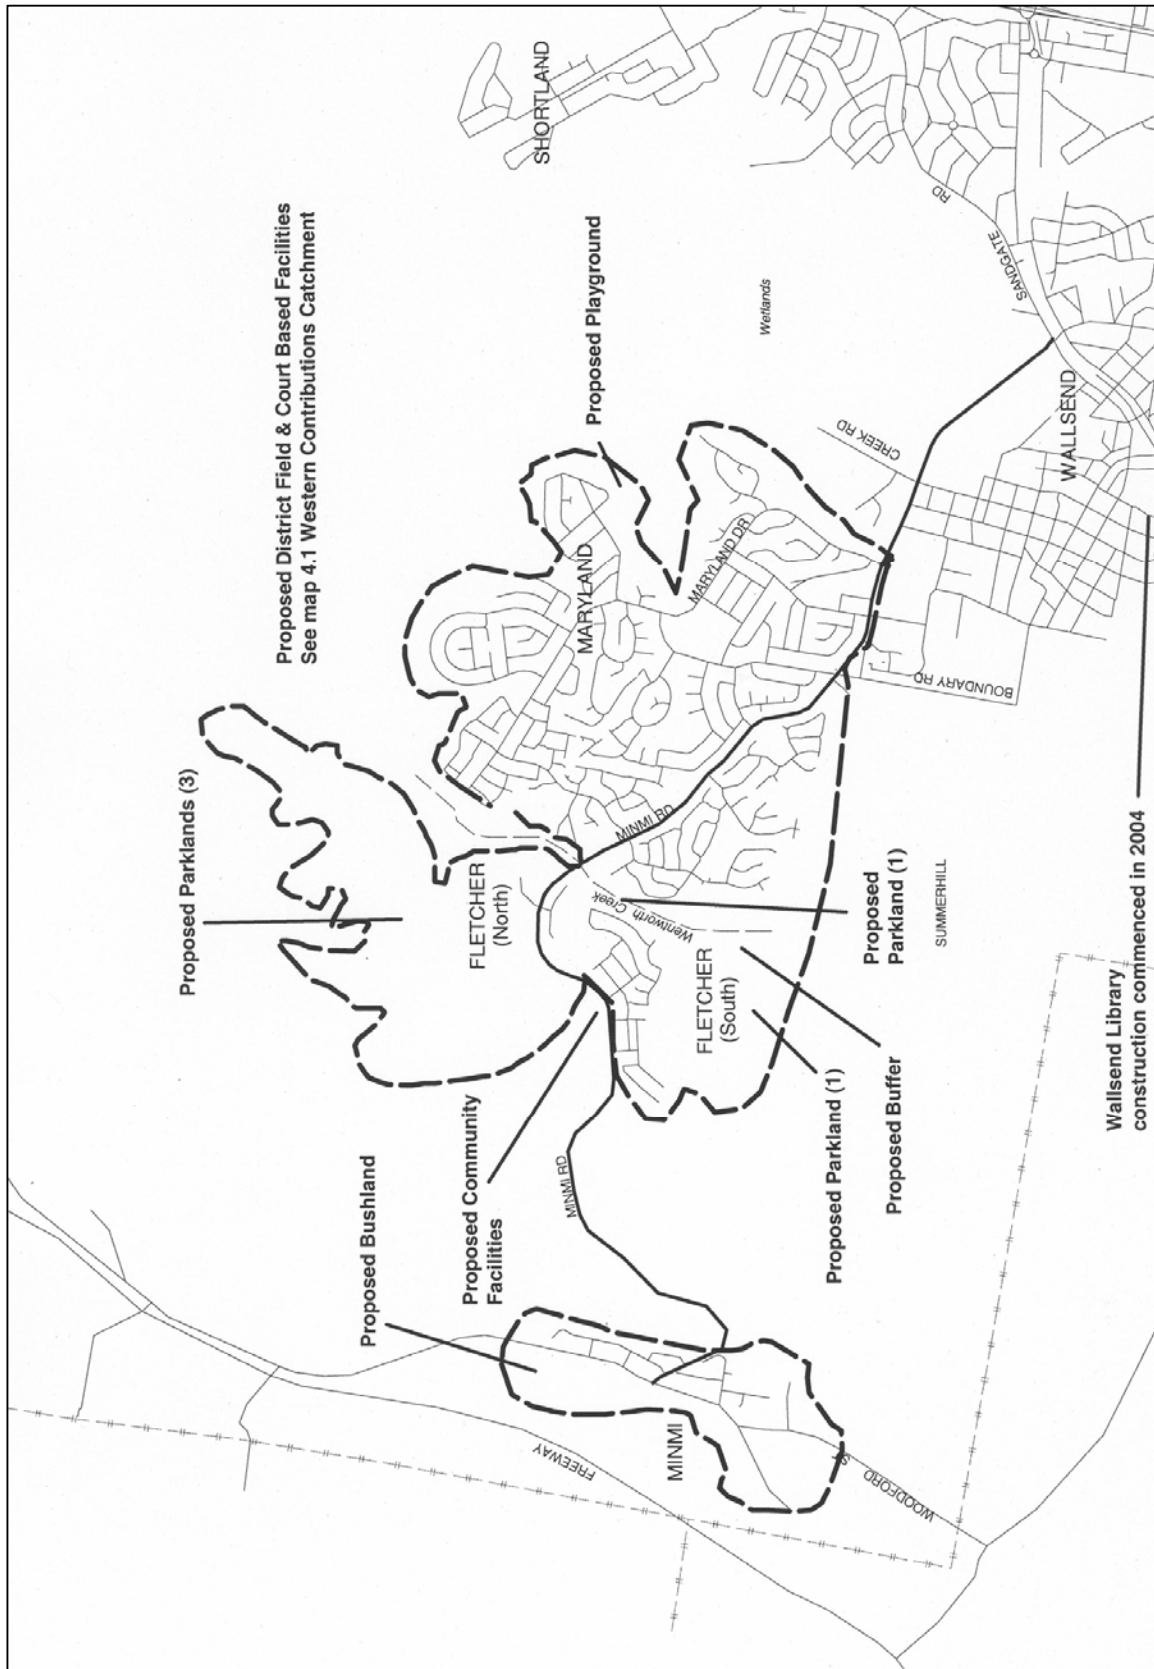 Proposed District Field & Court Based Facilities
See map 4.1 Western Contributions Catchment
SHORTLAND
Proposed Parklands (3)
Proposed Playground
Wetlands
SANDGATE
RD
MARYLAND
MARYLAND DR
CREEK RD
WALLSEND
BOUNDARY RD
FLETCHER
(North)
MINMI RD
Wentworth Creek
FLETCHER
(South)
Proposed
Parkland (1)
SUMMERHILL
Proposed Bushland
Proposed Community
Facilities
MINMI RD
Proposed Parkland (1)
Proposed Buffer
Wallsend Library
construction commenced in 2004
FREEWAY
MINMI
WOODFORD
ST